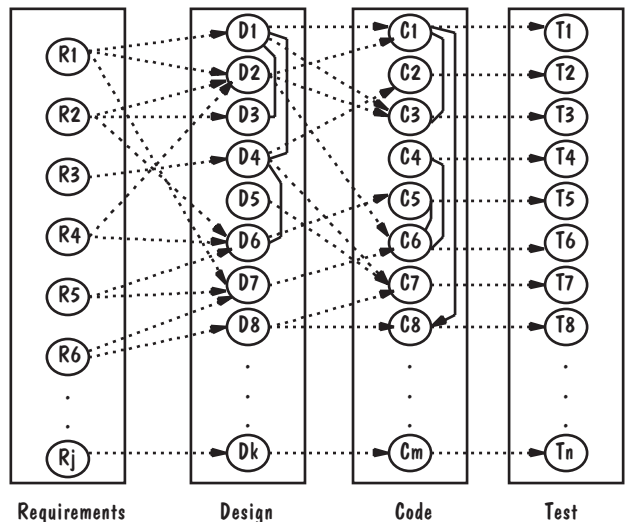 R1
R2
R3
R4
R5
R6
Rj
Requirements
D1
D2
D3
D4
D5
D6
D7
D8
Dk
Design
C1
C2
C3
C4
C5
C6
C7
C8
Cm
Code
T1
T2
T3
T4
T5
T6
T7
T8
Tn
Test